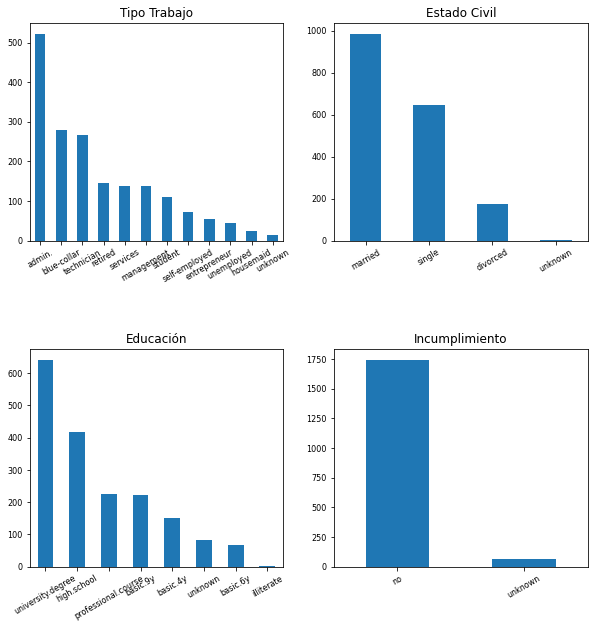 Tipo Trabajo
500
400
300
200
100
0
admin.
blue-collar
technician
retired
services
management
student
self-employed
entrepreneur
unemployed
housemaid
unknown
Estado Civil
1000
800
600
400
200
0
married
single
divorced
unknown
Educación
600
500
400
300
200
100
0
university.degree
high.school
professional.course
basic.9y
basic.4y
unknown
basic.6y
illiterate
Incumplimiento
1750
1500
1250
1000
750
500
250
0
no
unknown